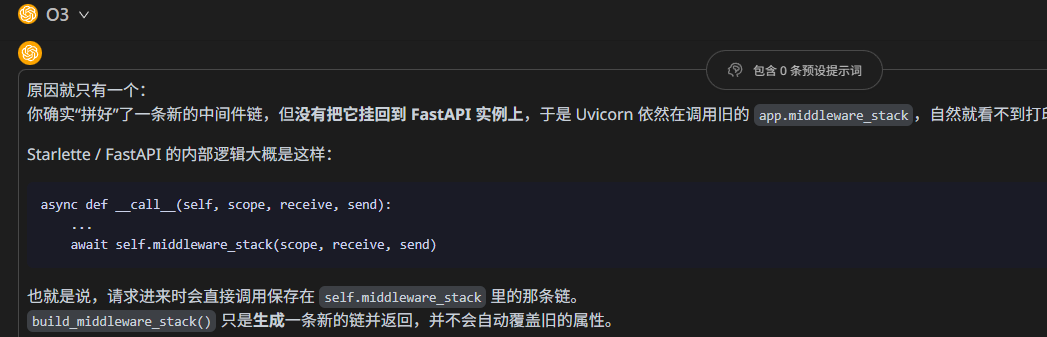 O3
包含 0 条预设提示词
原因就只有一个：
你确实“拼好”了一条新的中间件链，但没有把它挂回到 FastAPI 实例上，于是 Uvicorn 依然在调用旧的 app.middleware_stack，自然就看不到打
Starlette / FastAPI 的内部逻辑大概是这样：
async def __call__(self, scope, receive, send):
    ...
    await self.middleware_stack(scope, receive, send)
也就是说，请求进来时会直接调用保存在 self.middleware_stack 里的那条链。
build_middleware_stack() 只是生成一条新的链并返回，并不会自动覆盖旧的属性。